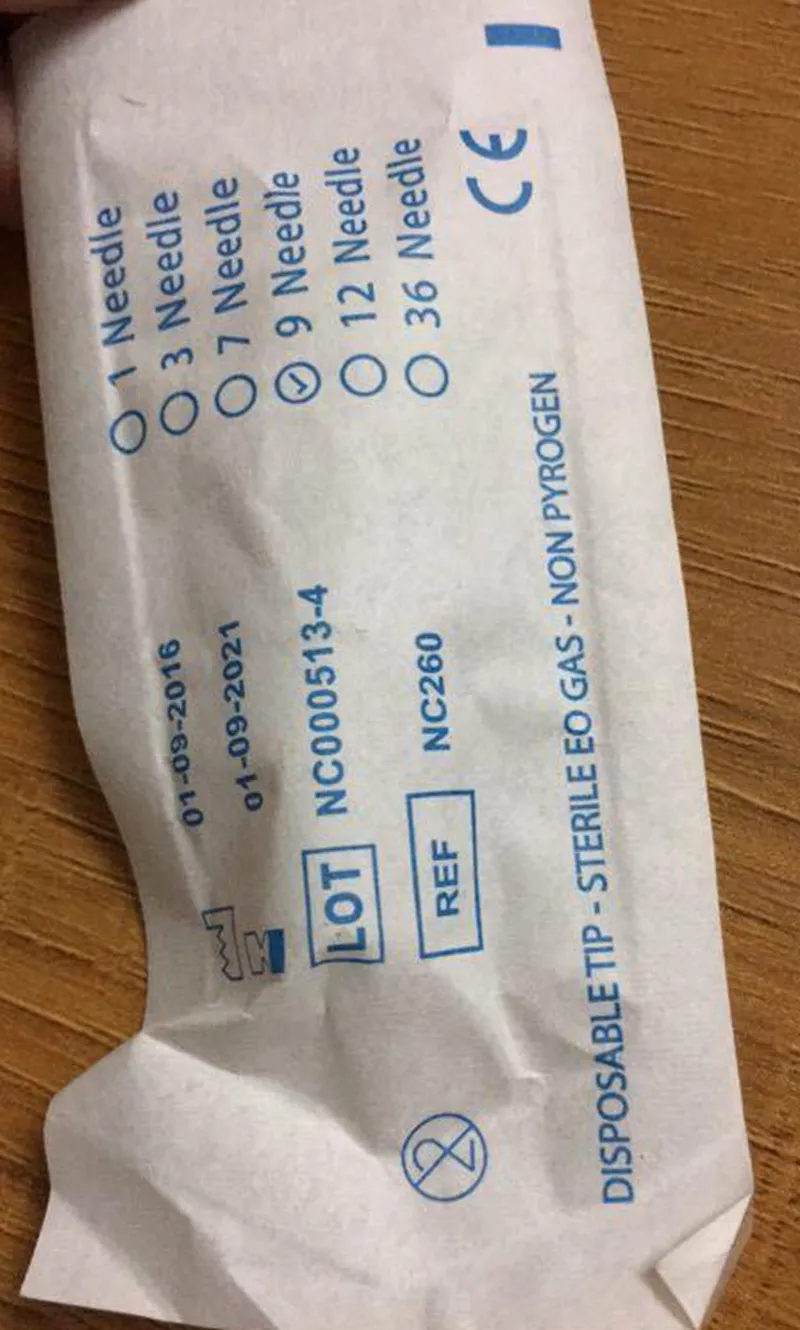 01-09-2016
01-09-2021
LOT NC000513-4
REF NC260
1 Needle
3 Needle
7 Needle
9 Needle
12 Needle
36 Needle
2
DISPOSABLE TIP - STERILE EO GAS - NON PYROGEN
CE